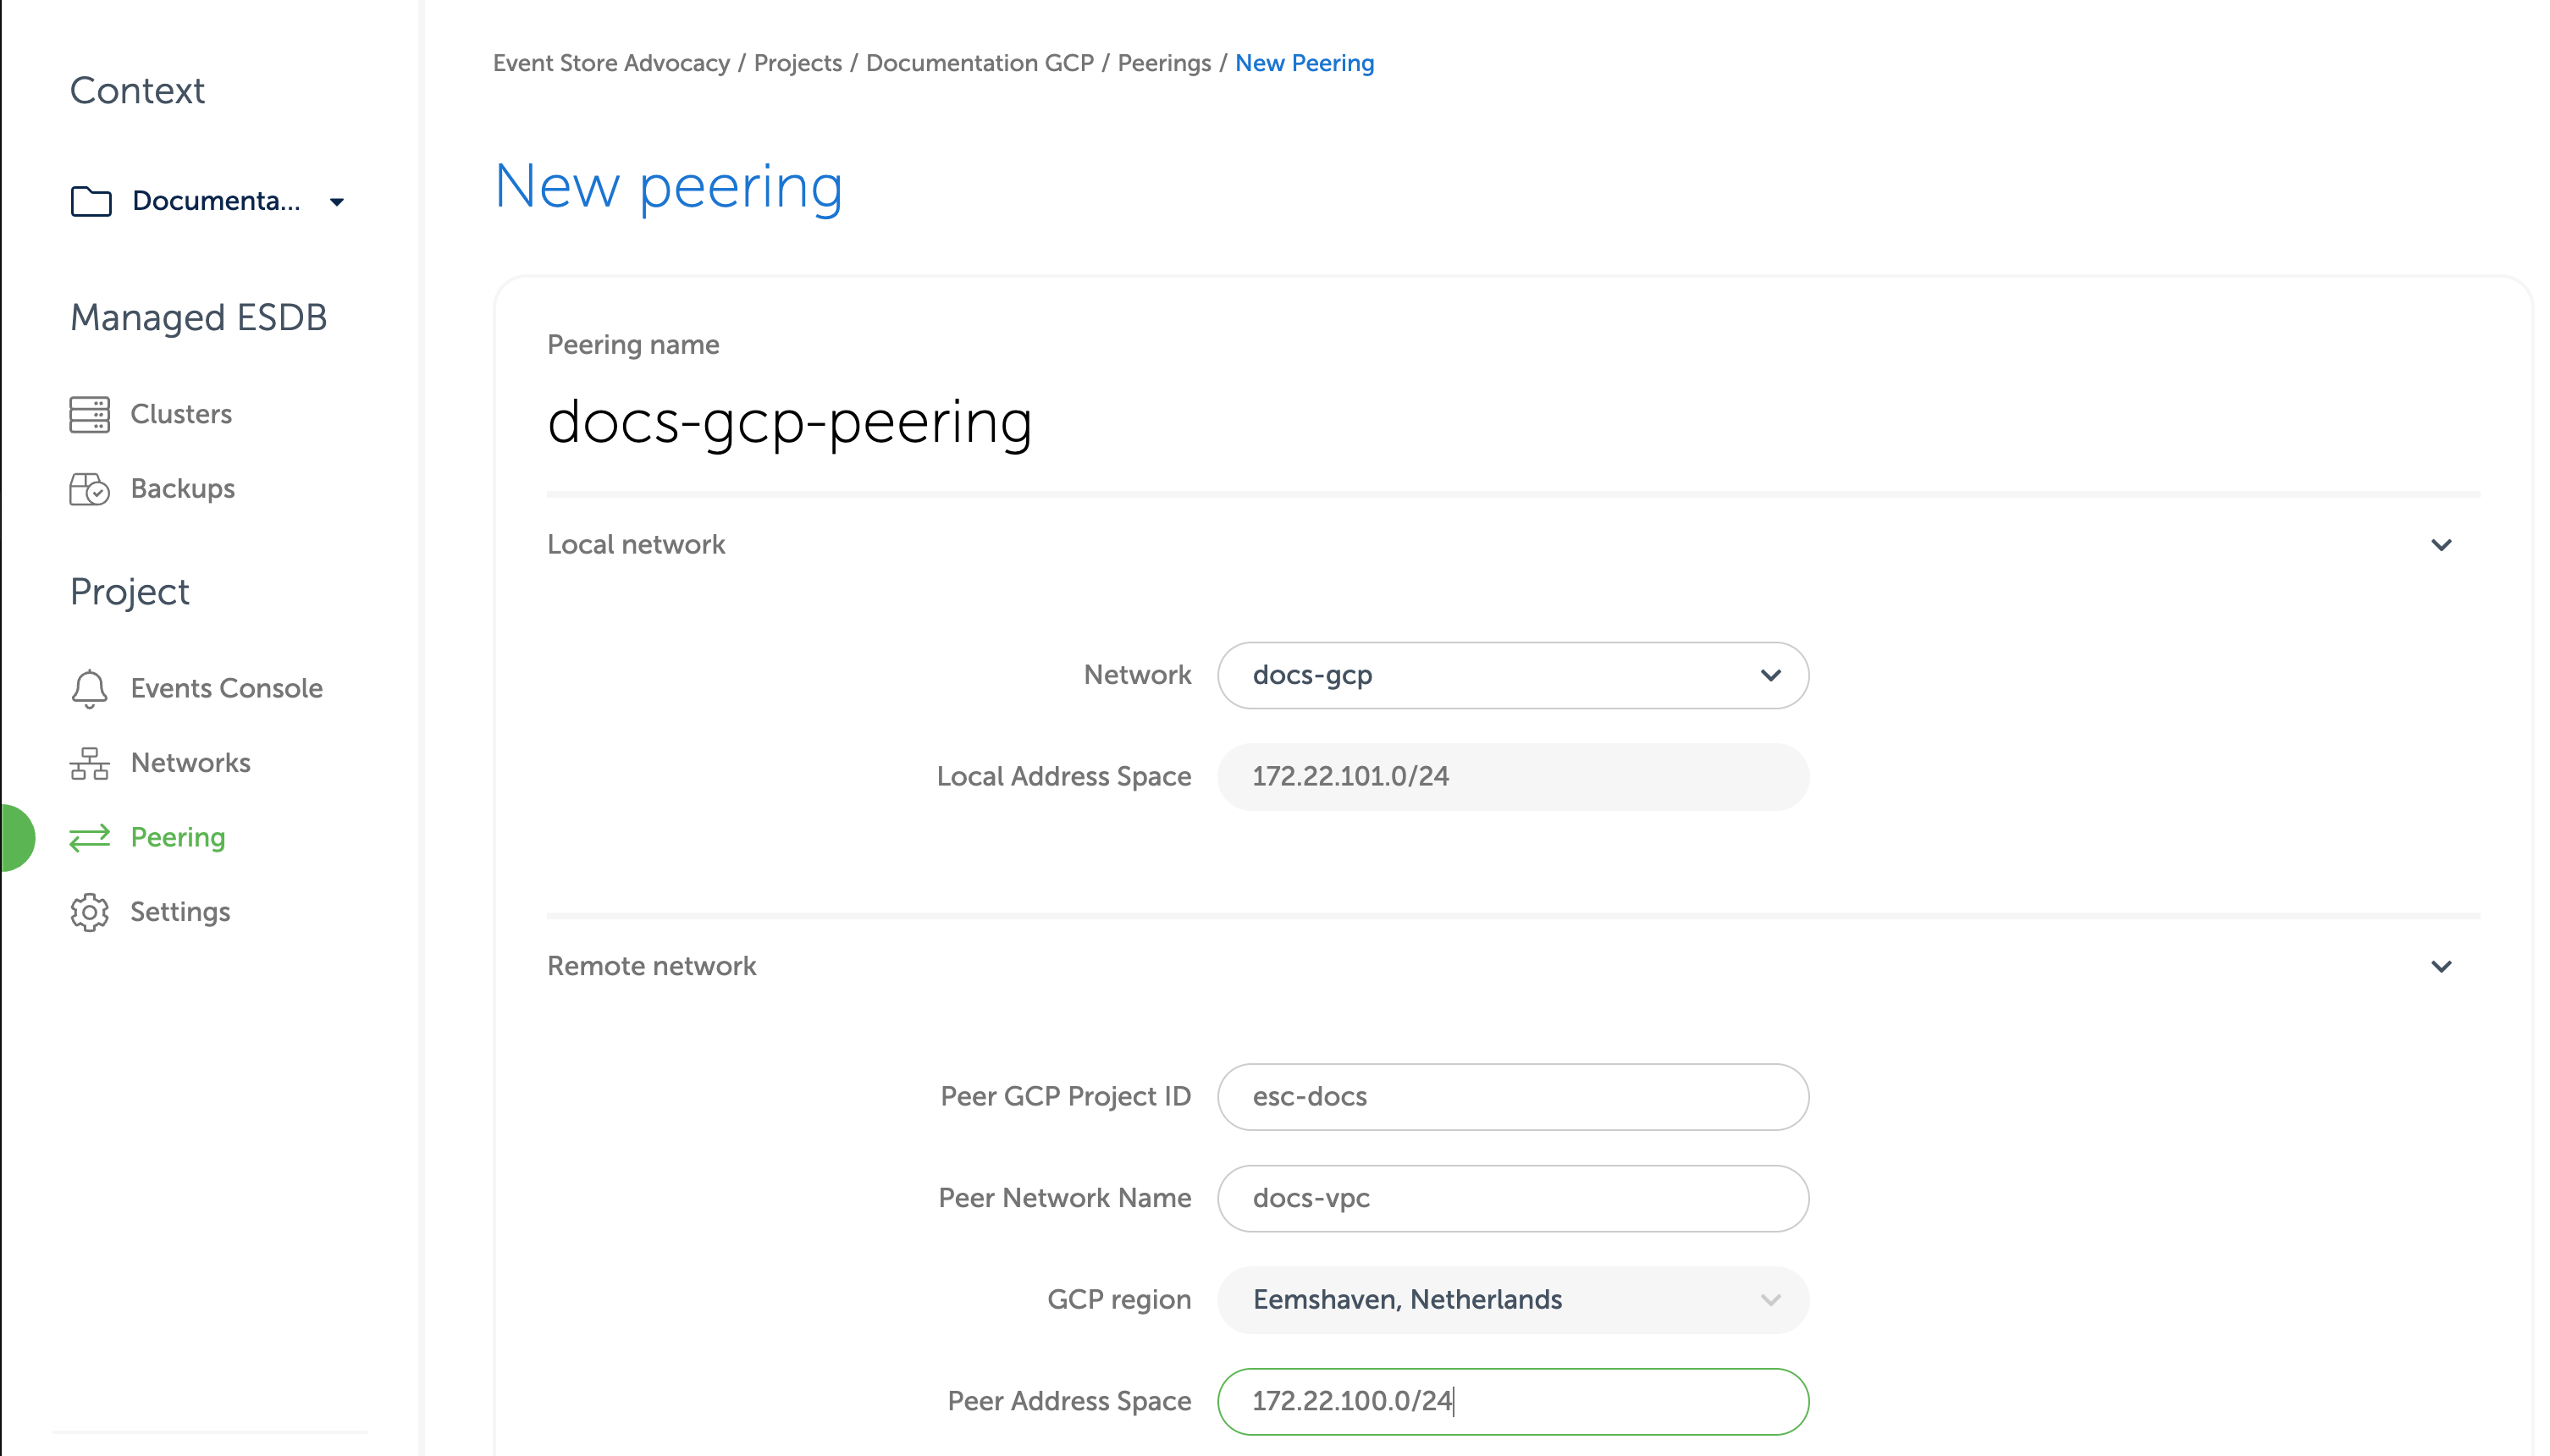 Context
Documenta...
Managed ESDB
Clusters
Backups
Project
Events Console
Networks
Peering
Settings
Event Store Advocacy / Projects / Documentation GCP / Peerings / New Peering
New peering
Peering name
docs-gcp-peering
Local network
Network docs-gcp
Local Address Space 172.22.101.0/24
Remote network
Peer GCP Project ID esc-docs
Peer Network Name docs-vpc
GCP region Eemshaven, Netherlands
Peer Address Space 172.22.100.0/24